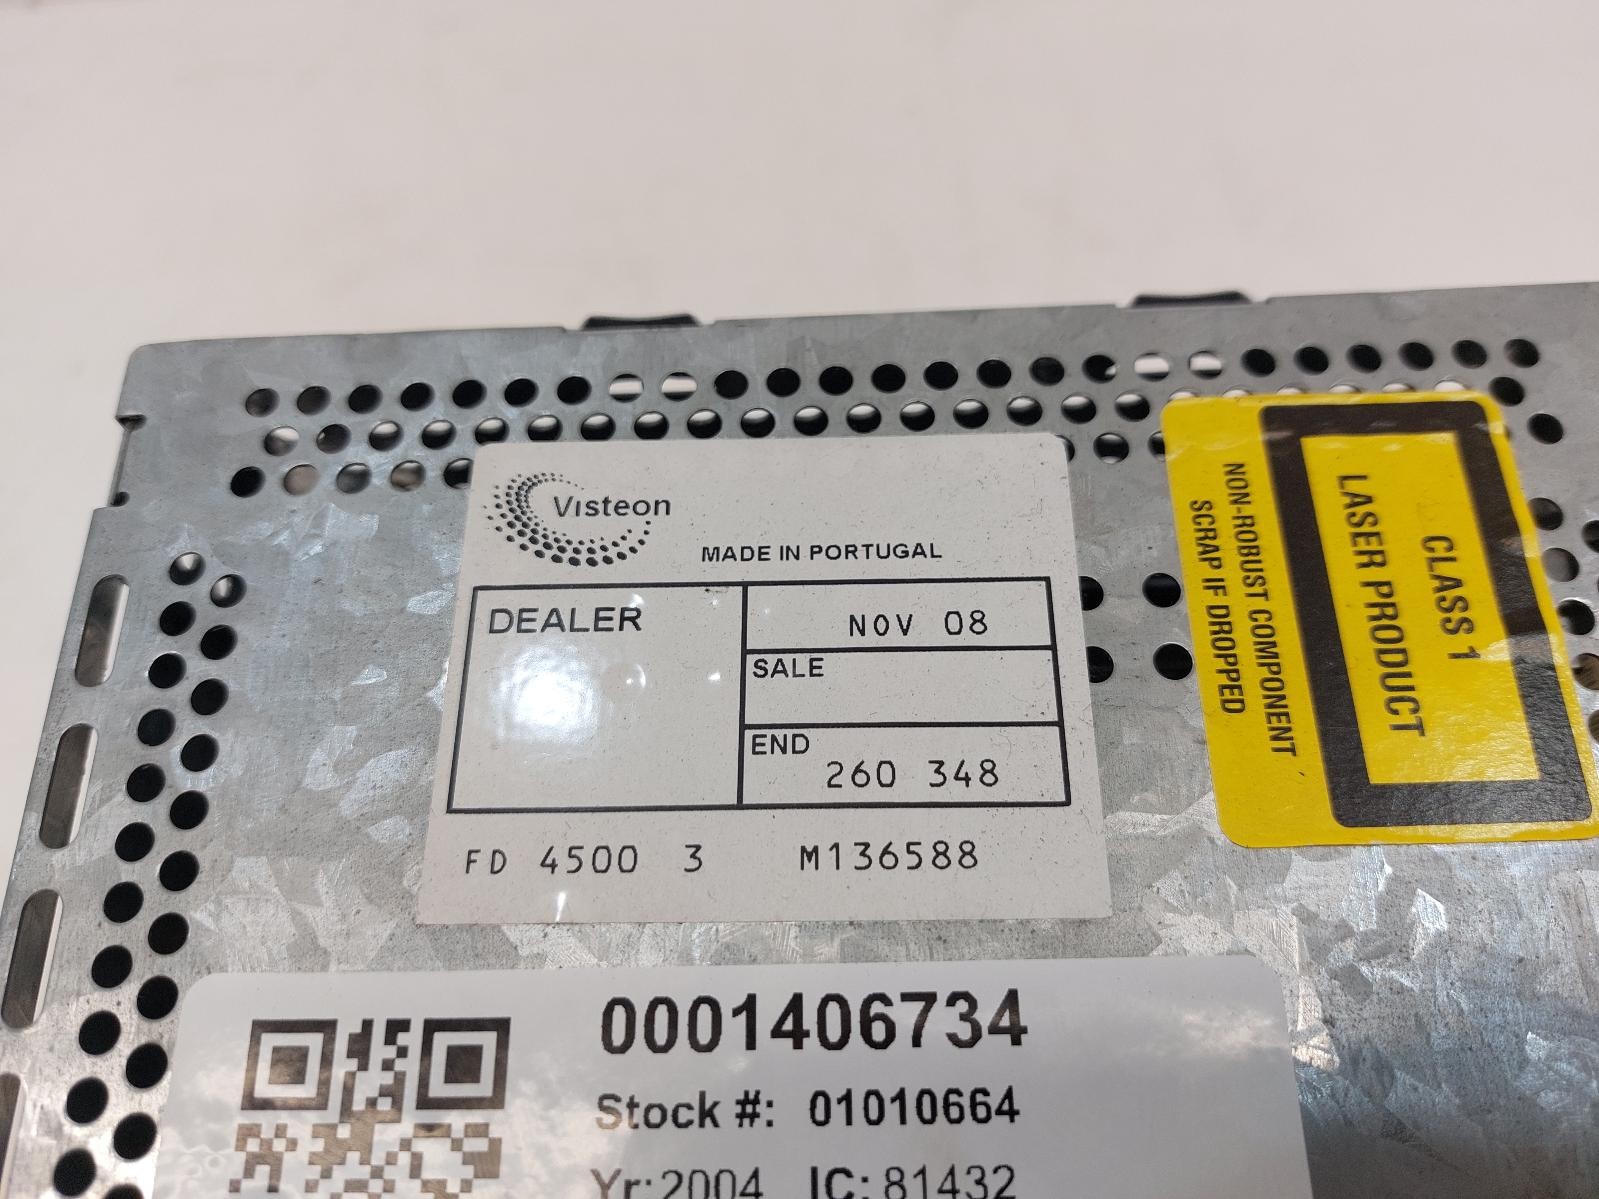 Visteon
MADE IN PORTUGAL
DEALER
NOV 08
SALE
END
260 348
FD 4500 3 M136588
CLASS 1
LASER PRODUCT
NON-ROBUST COMPONENT
SCRAP IF DROPPED
0001406734
Stock #: 01010664
Yr:2004 IC:81432